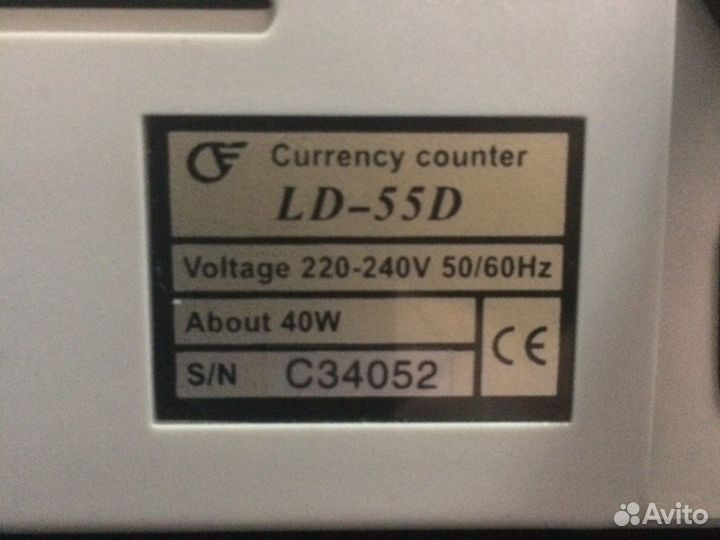 Currency counter
LD-55D
Voltage 220-240V 50/60Hz
About 40W
S/N C34052
CE
Avito